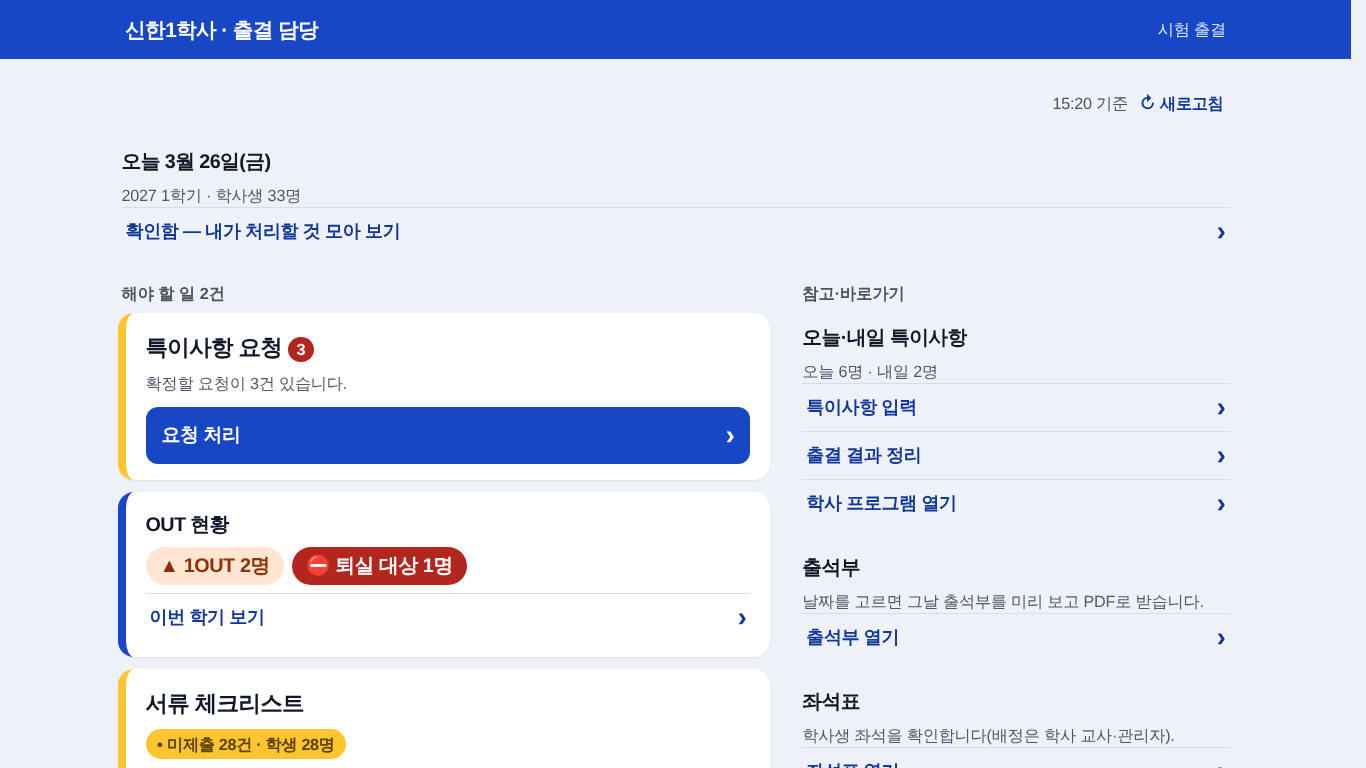 신한1학사 · 출결 담당
시험 출결
15:20 기준 ↻ 새로고침
오늘 3월 26일(금)
2027 1학기 · 학사생 33명
확인함 — 내가 처리할 것 모아 보기 ›
해야 할 일 2건
특이사항 요청 3
확정할 요청이 3건 있습니다.
요청 처리 ›
OUT 현황
▲ 1OUT 2명
⛔ 퇴실 대상 1명
이번 학기 보기 ›
서류 체크리스트
• 미제출 28건 · 학생 28명
참고·바로가기
오늘·내일 특이사항
오늘 6명 · 내일 2명
특이사항 입력 ›
출결 결과 정리 ›
학사 프로그램 열기 ›
출석부
날짜를 고르면 그날 출석부를 미리 보고 PDF로 받습니다.
출석부 열기 ›
좌석표
학사생 좌석을 확인합니다(배정은 학사 교사·관리자).
좌석표 열기